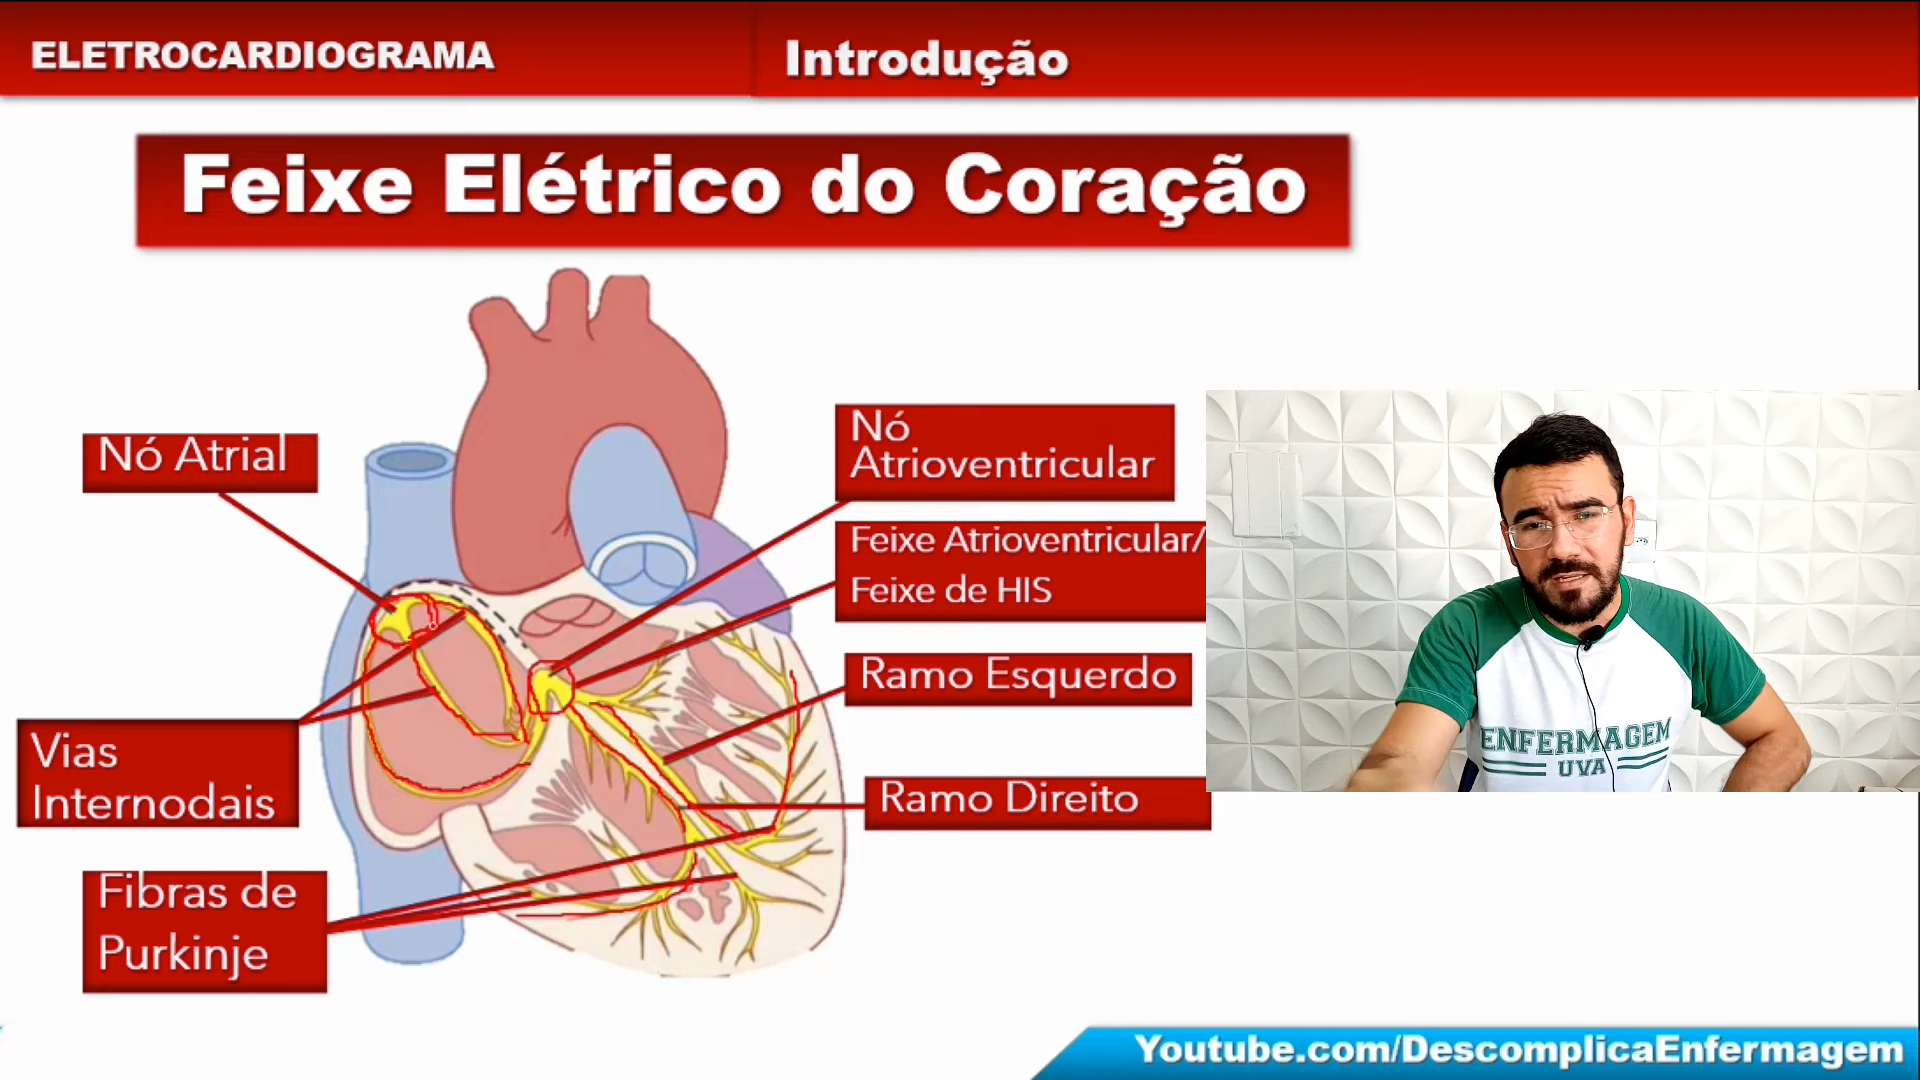 ELETROCARDIOGRAMA
Introdução
Feixe Elétrico do Coração
Nó Atrial
Nó
Atrioventricular
Feixe Atrioventricular/
Feixe de HIS
Ramo Esquerdo
Ramo Direito
Vias
Internodais
Fibras de
Purkinje
ENFERMAGEM
UVA
Youtube.com/DescomplicaEnfermagem